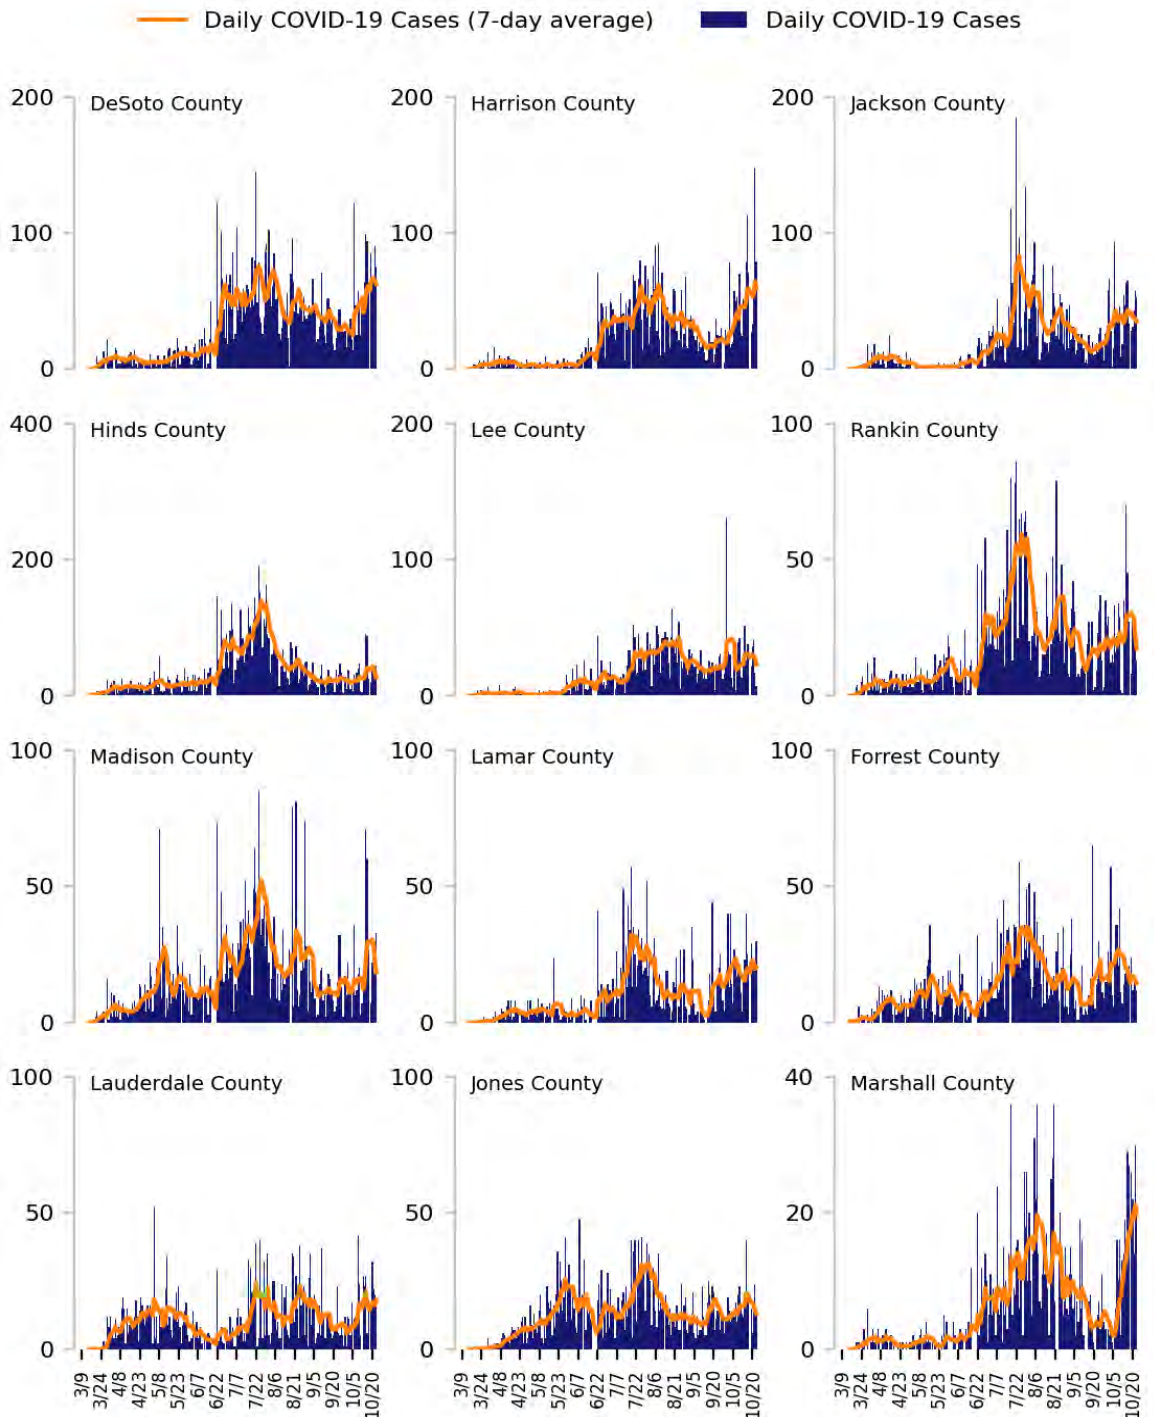 Daily COVID-19 Cases (7-day average) Daily COVID-19 Cases
200 DeSoto County 200 Harrison County 200 Jackson County
100 100 100
0 0 0
400 Hinds County 200 Lee County 100 Rankin County
200 100 50
0 0 0
100 Madison County 100 Lamar County 100 Forrest County
50 50 50
0 0 0
100 Lauderdale County 100 Jones County 40 Marshall County
50 50 20
0 0 0
3/9 3/24 4/8 4/23 5/8 5/23 6/7 6/22 7/7 7/22 8/6 8/21 9/5 9/20 10/5 10/20 3/9 3/24 4/8 4/23 5/8 5/23 6/7 6/22 7/7 7/22 8/6 8/21 9/5 9/20 10/5 10/20 3/9 3/24 4/8 4/23 5/8 5/23 6/7 6/22 7/7 7/22 8/6 8/21 9/5 9/20 10/5 10/20